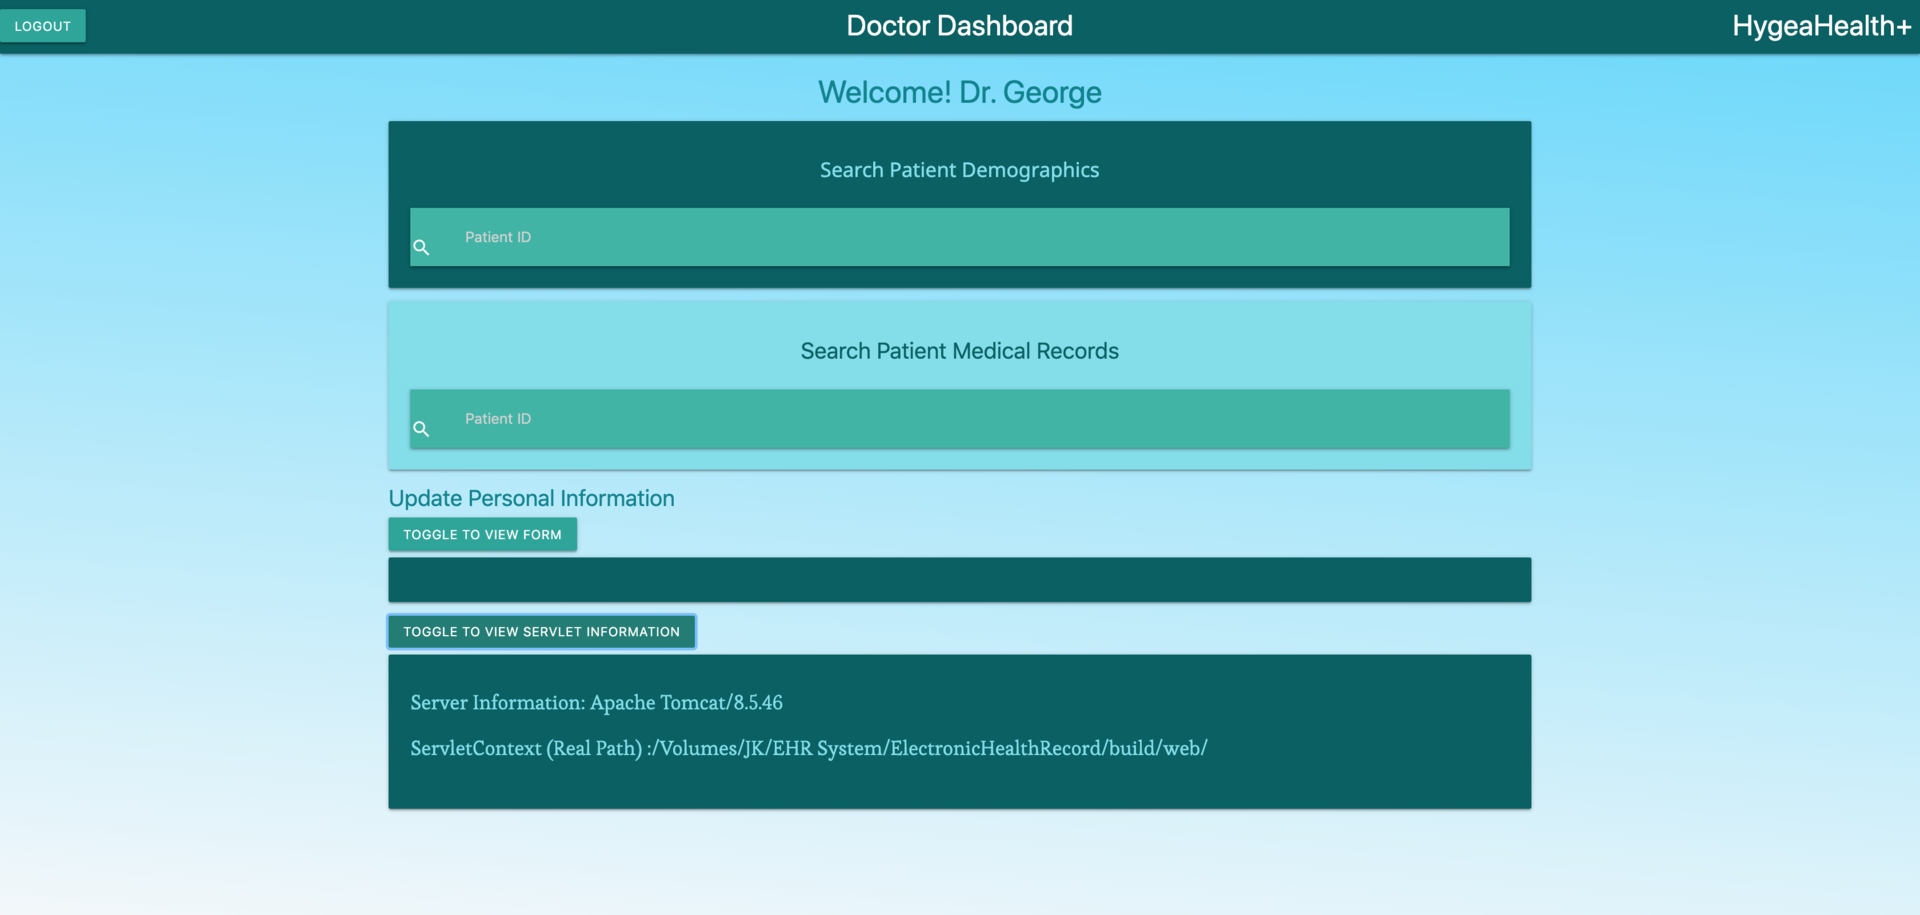 LOGOUT
Doctor Dashboard
HygeaHealth+
Welcome! Dr. George
Search Patient Demographics
Patient ID
Search Patient Medical Records
Patient ID
Update Personal Information
TOGGLE TO VIEW FORM
TOGGLE TO VIEW SERVLET INFORMATION
Server Information: Apache Tomcat/8.5.46
ServletContext (Real Path) :/Volumes/JK/EHR System/ElectronicHealthRecord/build/web/